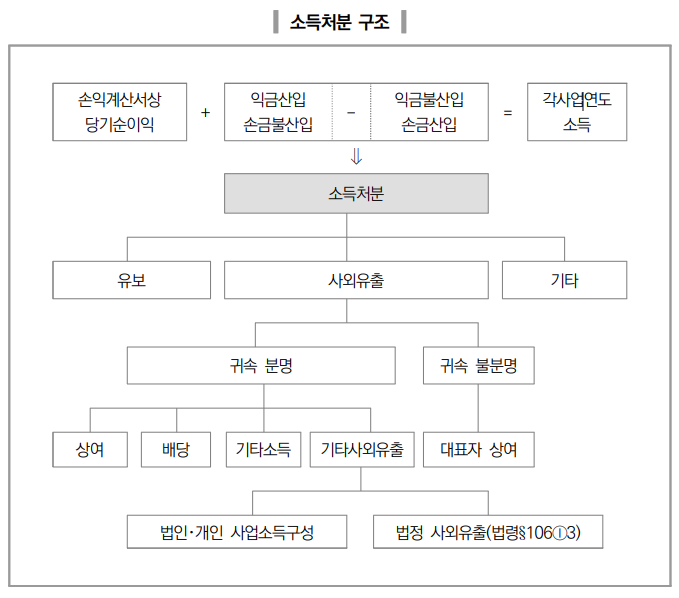 소득처분 구조
손익계산서상
당기순이익
+
익금산입
손금불산입
-
익금불산입
손금산입
=
각사업연도
소득
⇓
소득처분
유보
사외유출
기타
귀속 분명
귀속 불분명
상여
배당
기타소득
기타사외유출
대표자 상여
법인·개인 사업소득구성
법정 사외유출(법령§106①3)